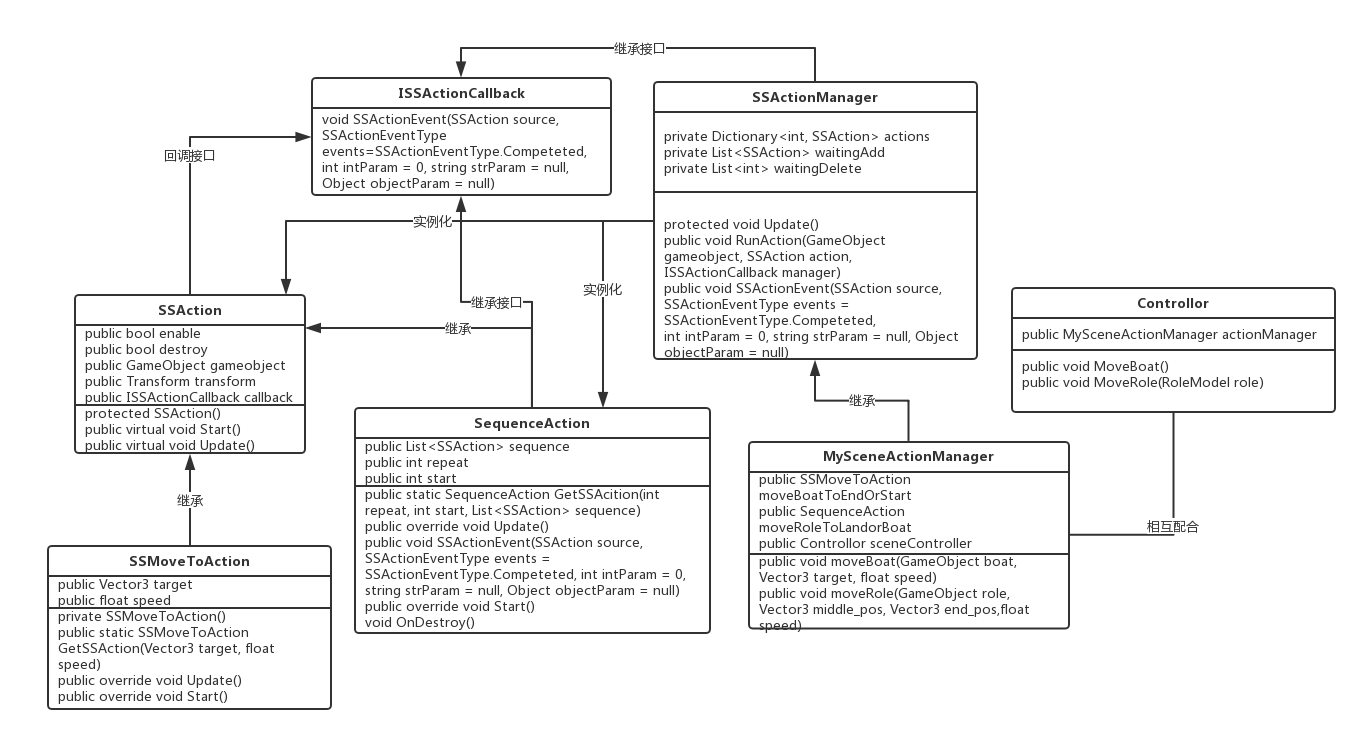 继承接口
ISSActionCallback
void SSActionEvent(SSAction source,
SSActionEventType
events=SSActionEventType.Competeted,
int intParam = 0, string strParam = null,
Object objectParam = null)
SSActionManager
private Dictionary<int, SSAction> actions
private List<SSAction> waitingAdd
private List<int> waitingDelete
protected void Update()
public void RunAction(GameObject
gameobject, SSAction action,
ISSActionCallback manager)
public void SSActionEvent(SSAction source,
SSActionEventType events =
SSActionEventType.Competeted,
int intParam = 0, string strParam = null, Object
objectParam = null)
回调接口
实例化
实例化
继承接口
继承
SSAction
public bool enable
public bool destroy
public GameObject gameobject
public Transform transform
public ISSActionCallback callback
protected SSAction()
public virtual void Start()
public virtual void Update()
Controllor
public MySceneActionManager actionManager
public void MoveBoat()
public void MoveRole(RoleModel role)
继承
SequenceAction
public List<SSAction> sequence
public int repeat
public int start
public static SequenceAction GetSSAcition(int
repeat, int start, List<SSAction> sequence)
public override void Update()
public void SSActionEvent(SSAction source,
SSActionEventType events =
SSActionEventType.Competeted, int intParam = 0,
string strParam = null, Object objectParam = null)
public override void Start()
void OnDestroy()
MySceneActionManager
public SSMoveToAction
moveBoatToEndOrStart
public SequenceAction
moveRoleToLandorBoat
public Controllor sceneController
public void moveBoat(GameObject boat,
Vector3 target, float speed)
public void moveRole(GameObject role,
Vector3 middle_pos, Vector3 end_pos,float
speed)
相互配合
继承
SSMoveToAction
public Vector3 target
public float speed
private SSMoveToAction()
public static SSMoveToAction
GetSSAction(Vector3 target, float
speed)
public override void Update()
public override void Start()